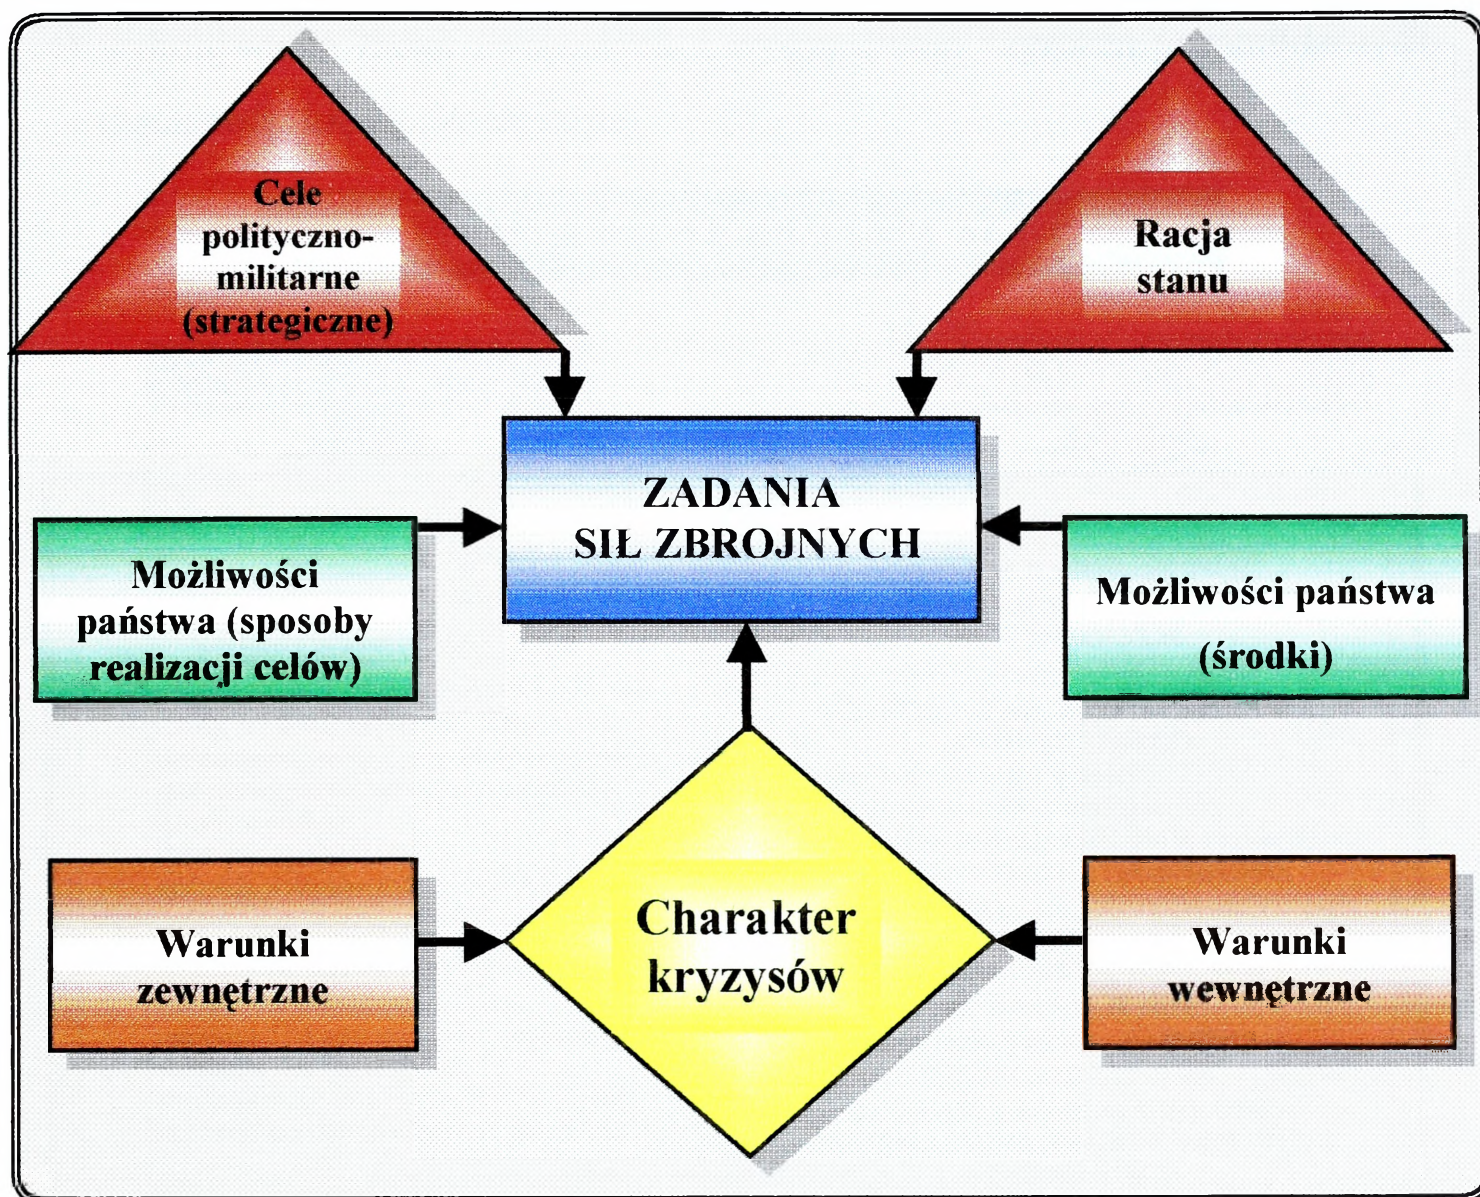 Cele
polityczno-
militarne
(strategiczne)
Racja
stanu
ZADANIA
SIŁ ZBROJNYCH
Możliwości
państwa (sposoby
realizacji celów)
Możliwości państwa
(środki)
Charakter
kryzysów
Warunki
zewnętrzne
Warunki
wewnętrzne